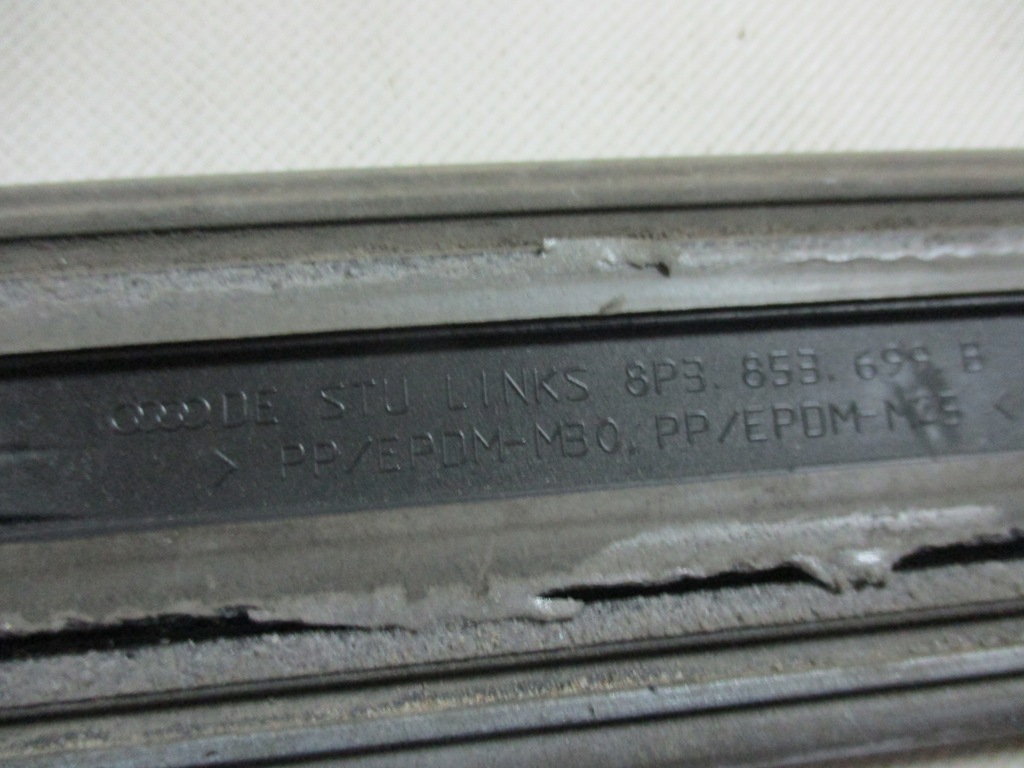 DE STU LINKS 8P3. 853. 699. B
> PP/EPDM-M30, PP/EPDM-M25 <